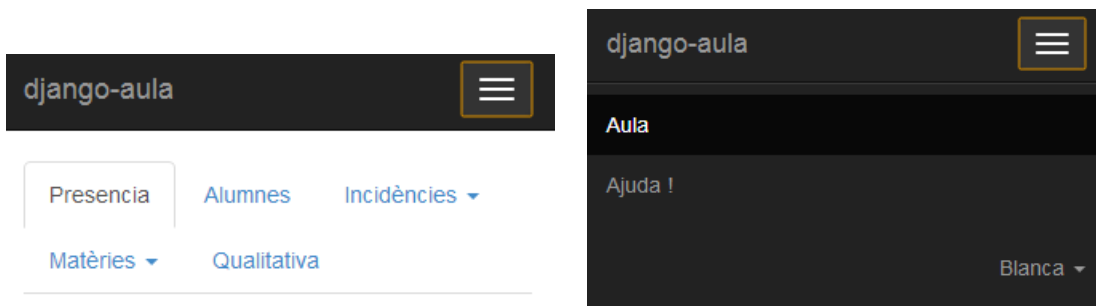 django-aula
Presencia Alumnes Incidències
Matèries Qualitativa
django-aula
Aula
Ajuda !
Blanca